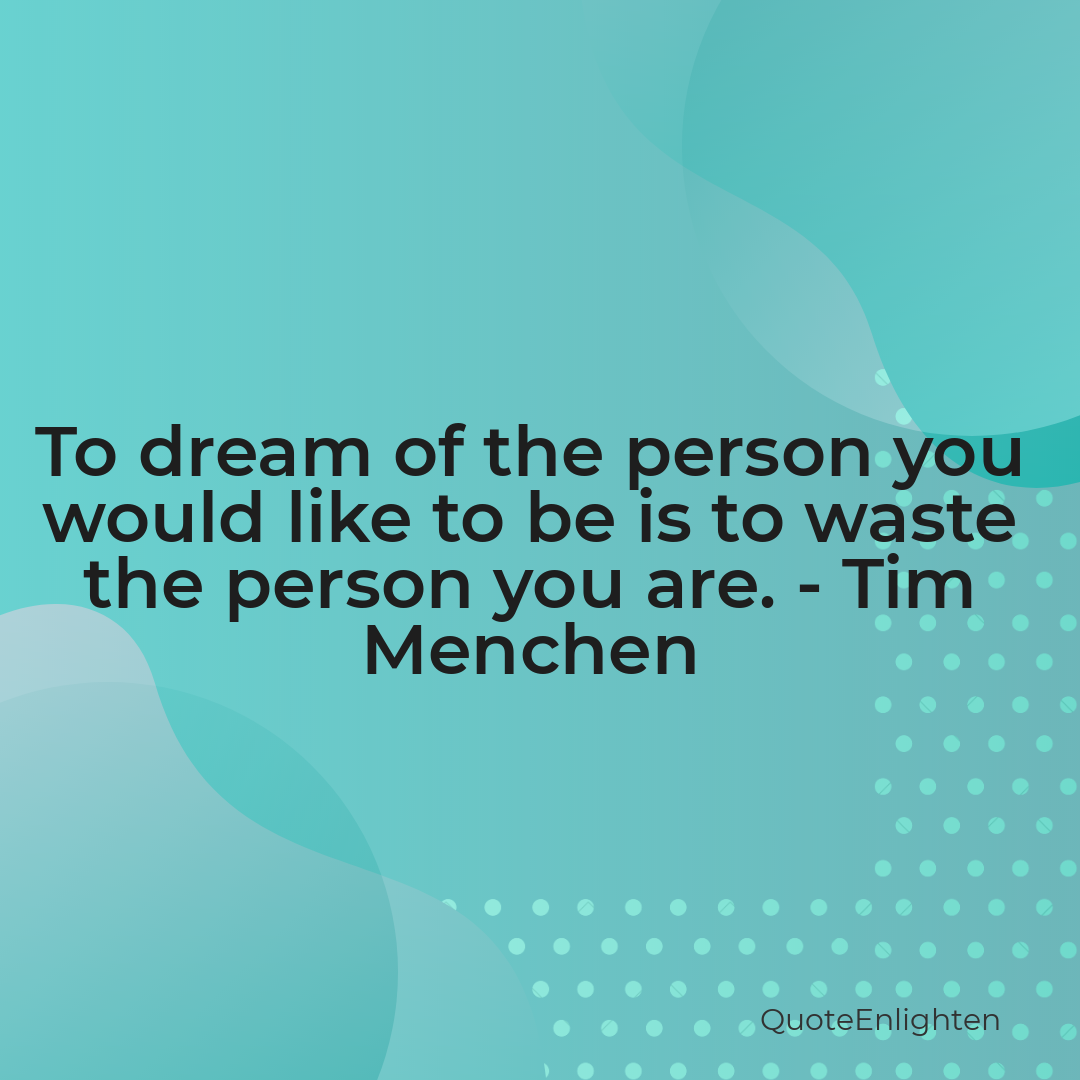 To dream of the person you
would like to be is to waste
the person you are. - Tim
Menchen
QuoteEnlighten